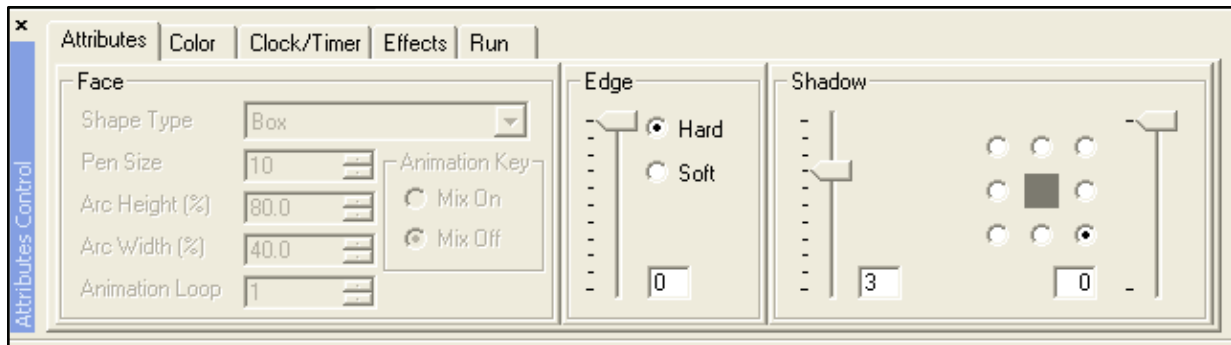 ×
Attributes Control
Attributes Color Clock/Timer Effects Run
Face
Shape Type Box
Pen Size 10
Arc Height (%) 80.0
Arc Width (%) 40.0
Animation Loop 1
Animation Key
Mix On
Mix Off
Edge
Hard
Soft
0
Shadow
3
0